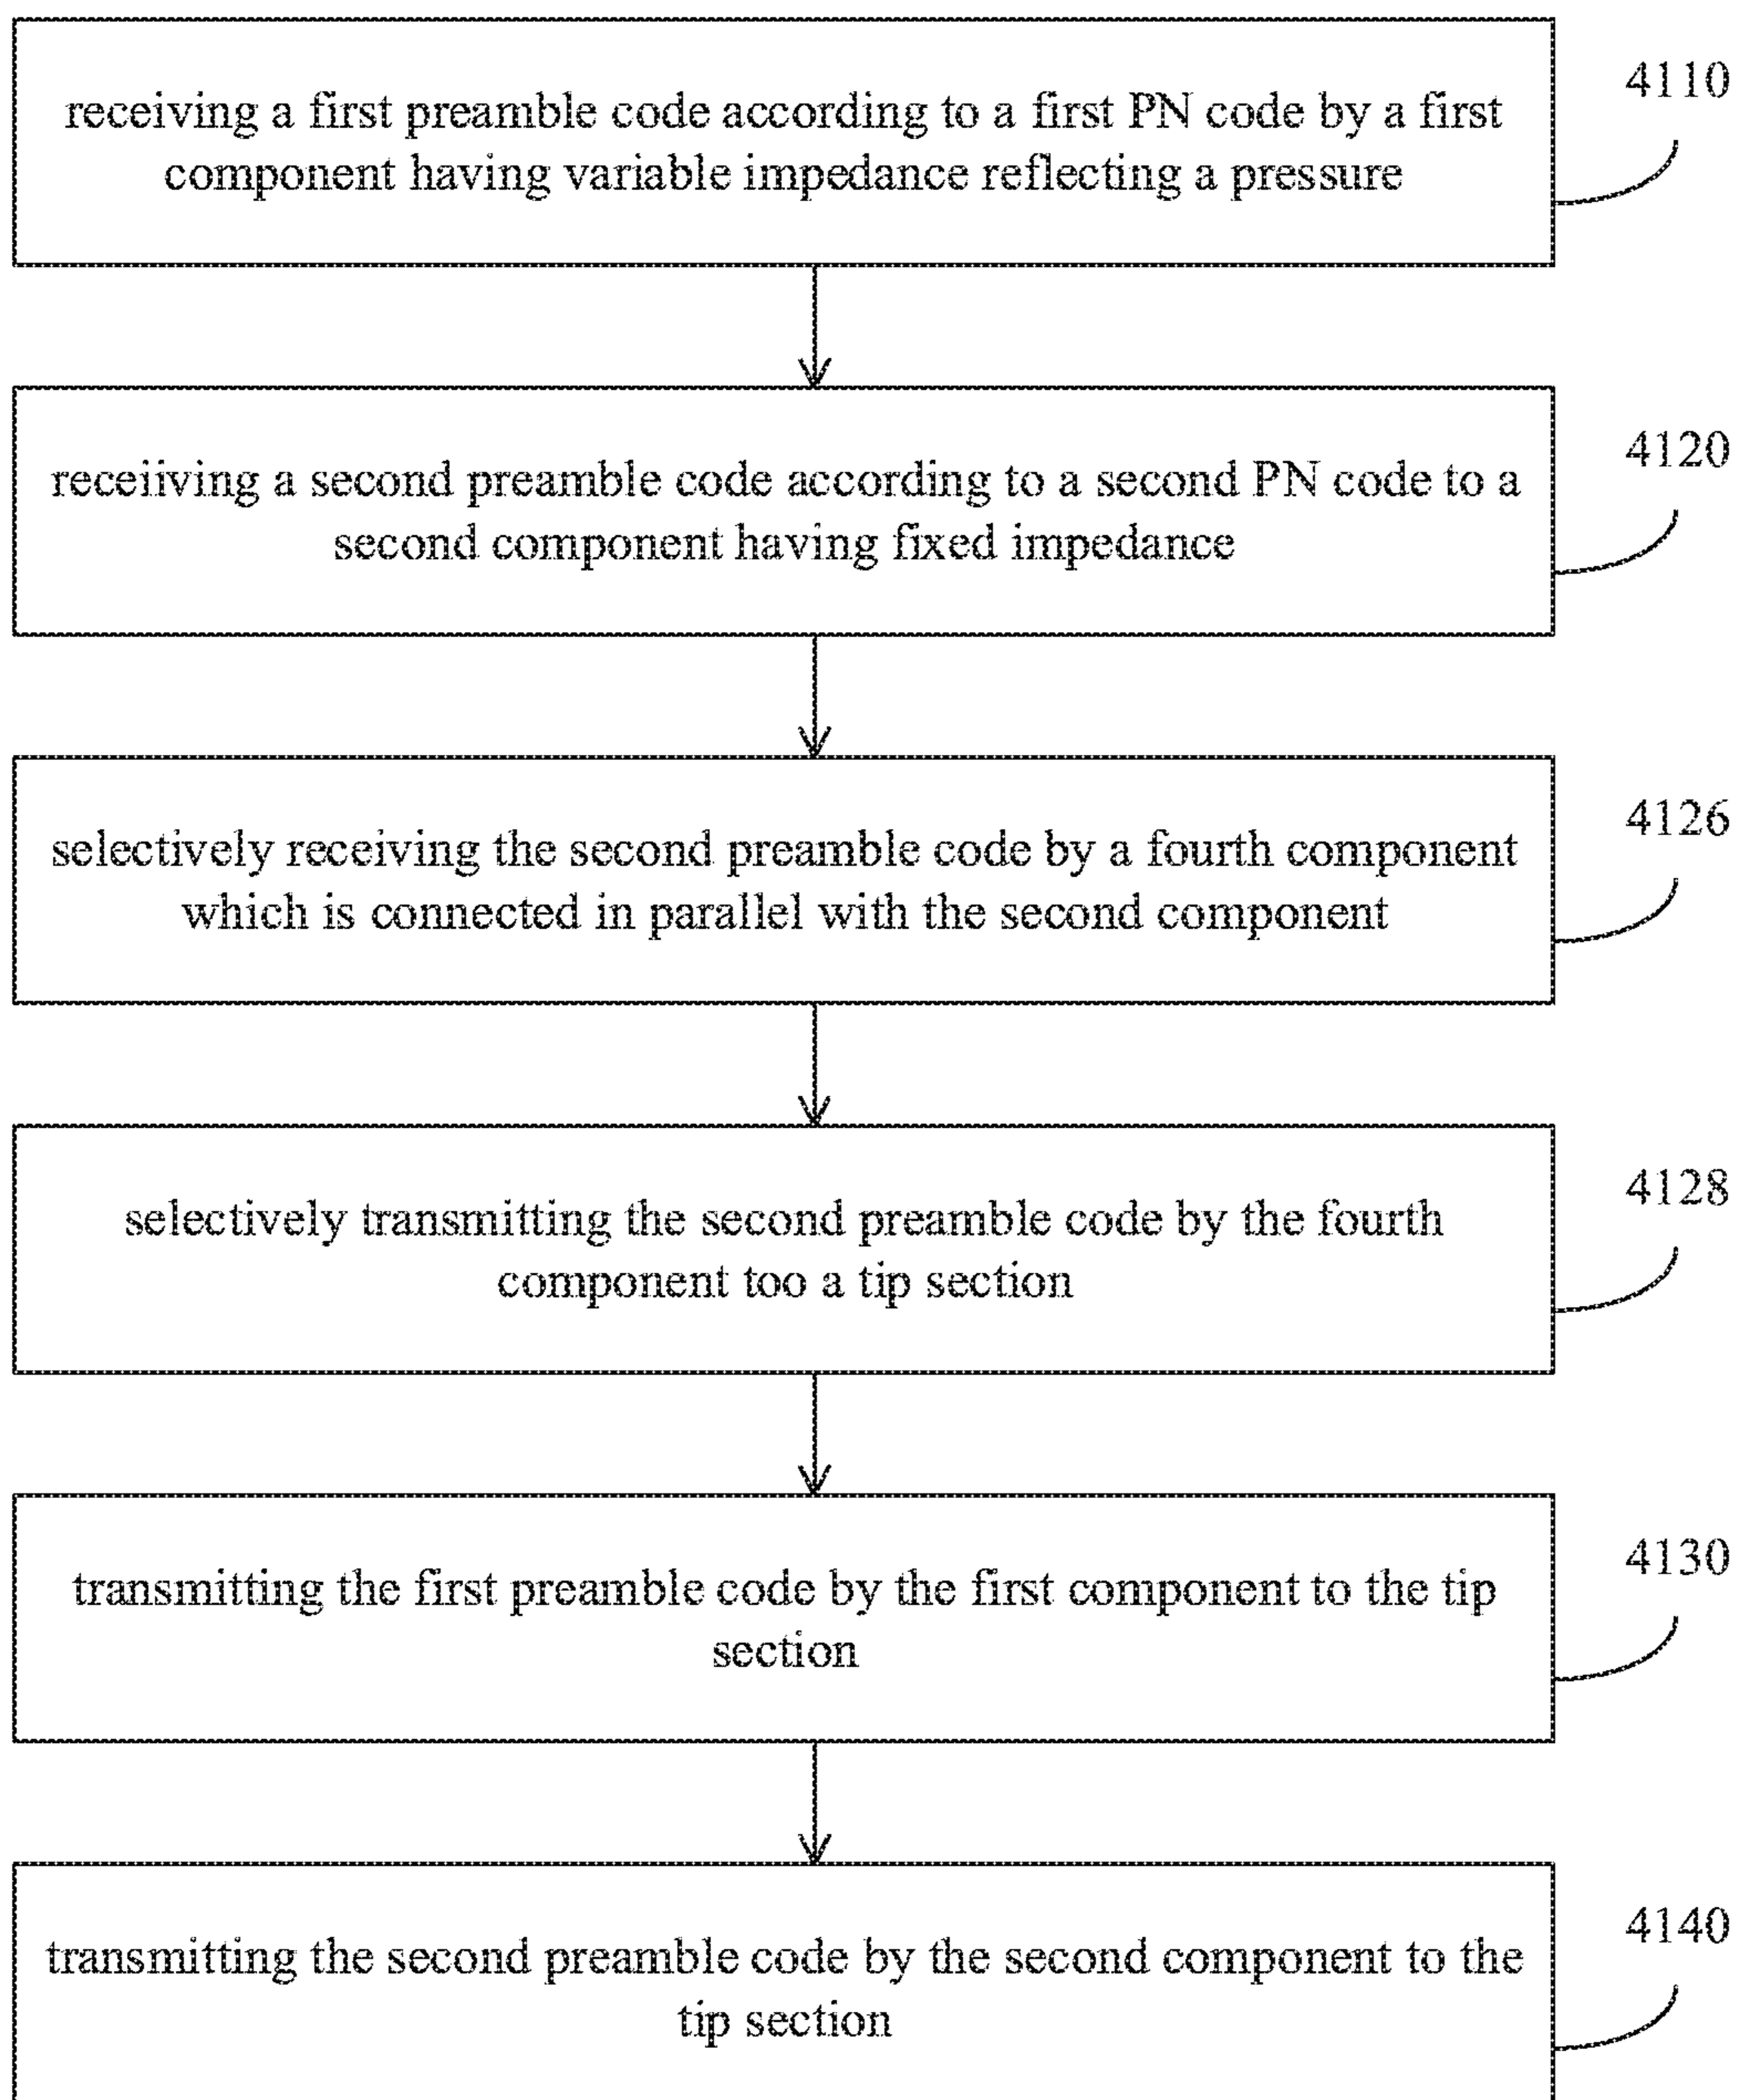 receiving a first preamble code according to a first PN code by a first
component having variable impedance reflecting a pressure
4110
receiiving a second preamble code according to a second PN code to a
second component having fixed impedance
4120
selectively receiving the second preamble code by a fourth component
which is connected in parallel with the second component
4126
selectively transmitting the second preamble code by the fourth
component too a tip section
4128
transmitting the first preamble code by the first component to the tip
section
4130
transmitting the second preamble code by the second component to the
tip section
4140